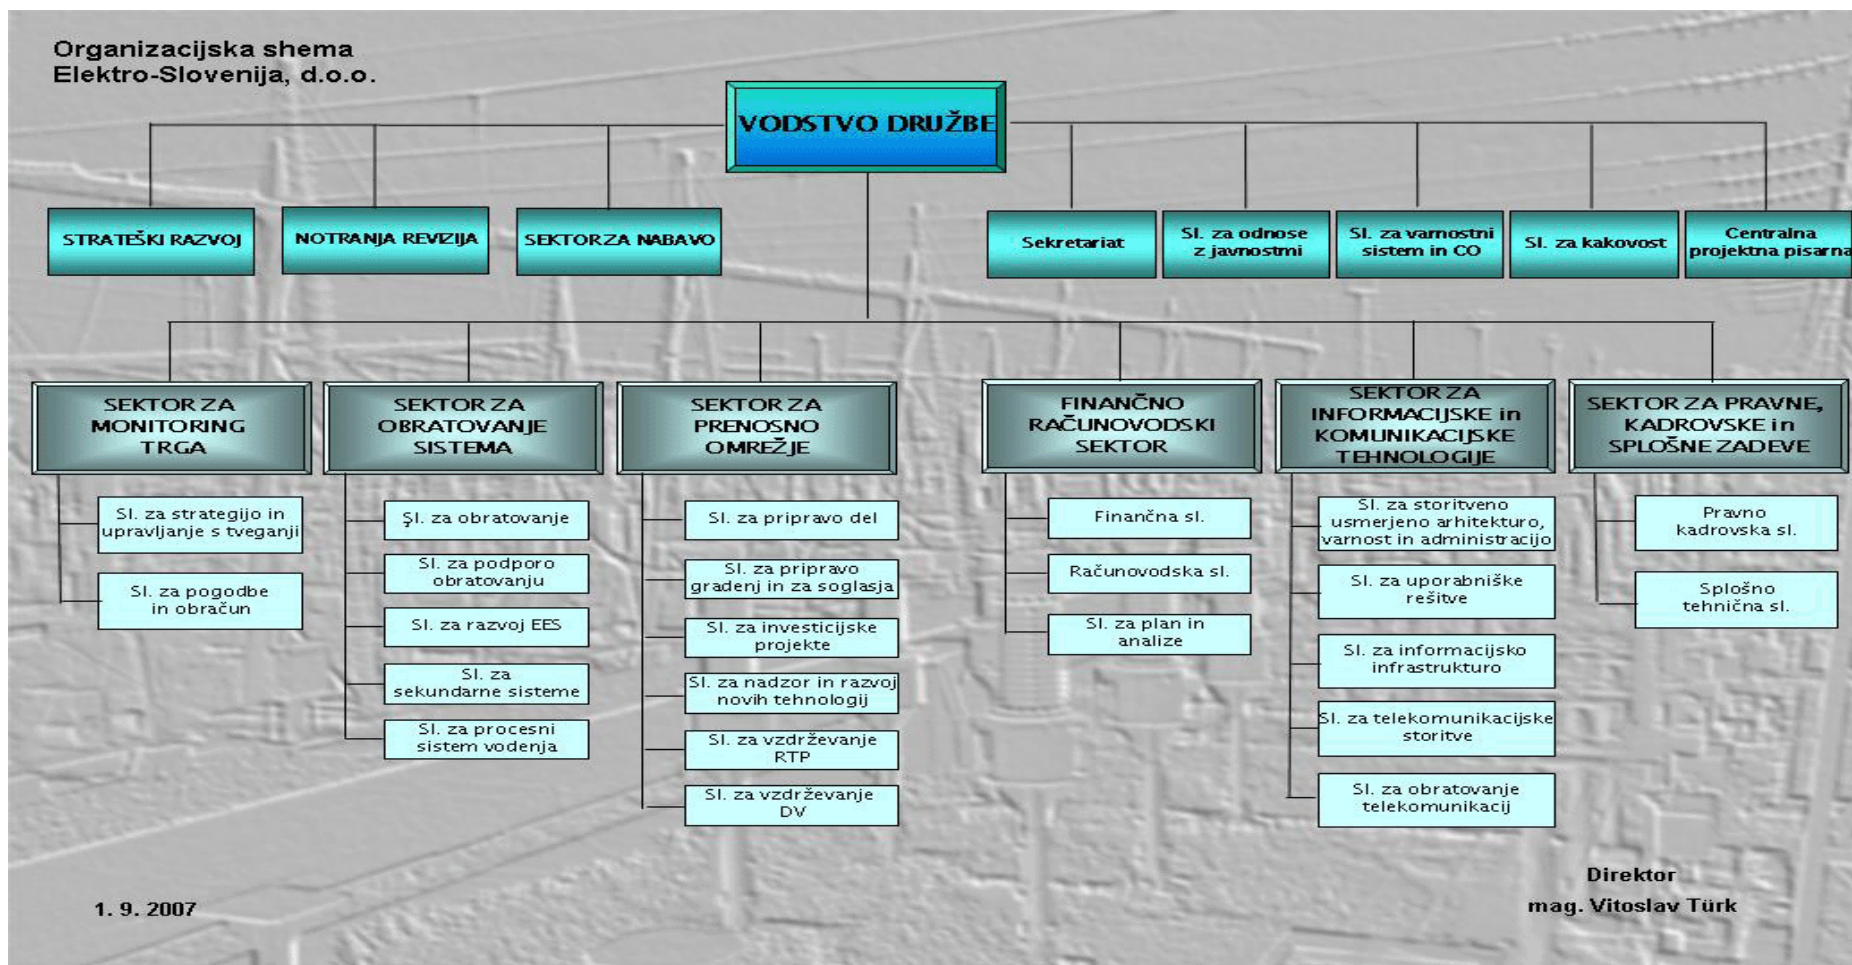 Organizacijska shema
Elektro-Slovenija, d.o.o.
VODSTVO DRUŽBE
STRATEŠKI RAZVOJ
NOTRANJA REVIZIJA
SEKTOR ZA NABAVO
Sekretariat
Sl. za odnose
z javnostmi
Sl. za varnostni
sistem in CO
Sl. za kakovost
Centralna
projektna pisarna
SEKTOR ZA
MONITORING
TRGA
Sl. za strategijo in
upravljanje s tveganji
Sl. za pogodbe
in obračun
SEKTOR ZA
OBRATOVANJE
SISTEMA
Sl. za obratovanje
Sl. za podporo
obratovanju
Sl. za razvoj EES
Sl. za
sekundarne sisteme
Sl. za procesni
sistem vodenja
SEKTOR ZA
PRENOSNO
OMREŽJE
Sl. za pripravo del
Sl. za pripravo
gradenj in za soglasja
Sl. za investicijske
projekte
Sl. za nadzor in razvoj
novih tehnologij
Sl. za vzdrževanje
RTP
Sl. za vzdrževanje
DV
FINANČNO
RAČUNOVODSKI
SEKTOR
Finančna sl.
Računovodska sl.
Sl. za plan in
analize
SEKTOR ZA
INFORMACIJSKE in
KOMUNIKACIJSKE
TEHNOLOGIJE
Sl. za storitveno
usmerjeno arhitekturo,
varnost in administracijo
Sl. za uporabniške
rešitve
Sl. za informacijsko
infrastrukturo
Sl. za telekomunikacijske
storitve
Sl. za obratovanje
telekomunikacij
SEKTOR ZA PRAVNE,
KADROVSKE in
SPLOŠNE ZADEVE
Pravno
kadrovska sl.
Splošno
tehnična sl.
1. 9. 2007
Direktor
mag. Vitoslav Türk